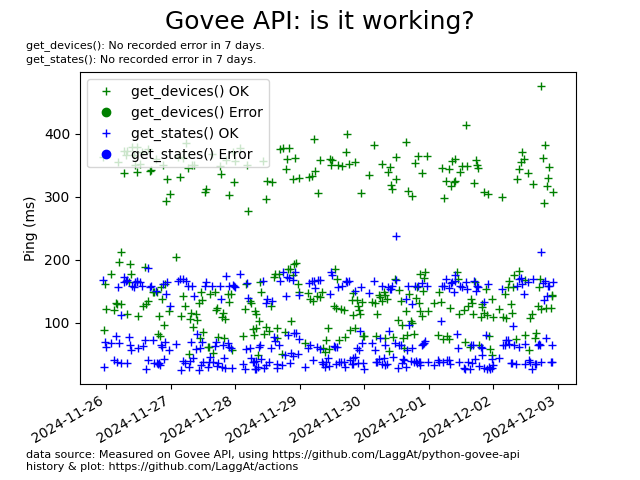 Govee API: is it working?
get_devices(): No recorded error in 7 days.
get_states(): No recorded error in 7 days.
get_devices() OK
get_devices() Error
get_states() OK
get_states() Error
Ping (ms)
400
300
200
100
2024-11-26
2024-11-27
2024-11-28
2024-11-29
2024-11-30
2024-12-01
2024-12-02
2024-12-03
data source: Measured on Govee API, using https://github.com/LaggAt/python-govee-api
history & plot: https://github.com/LaggAt/actions